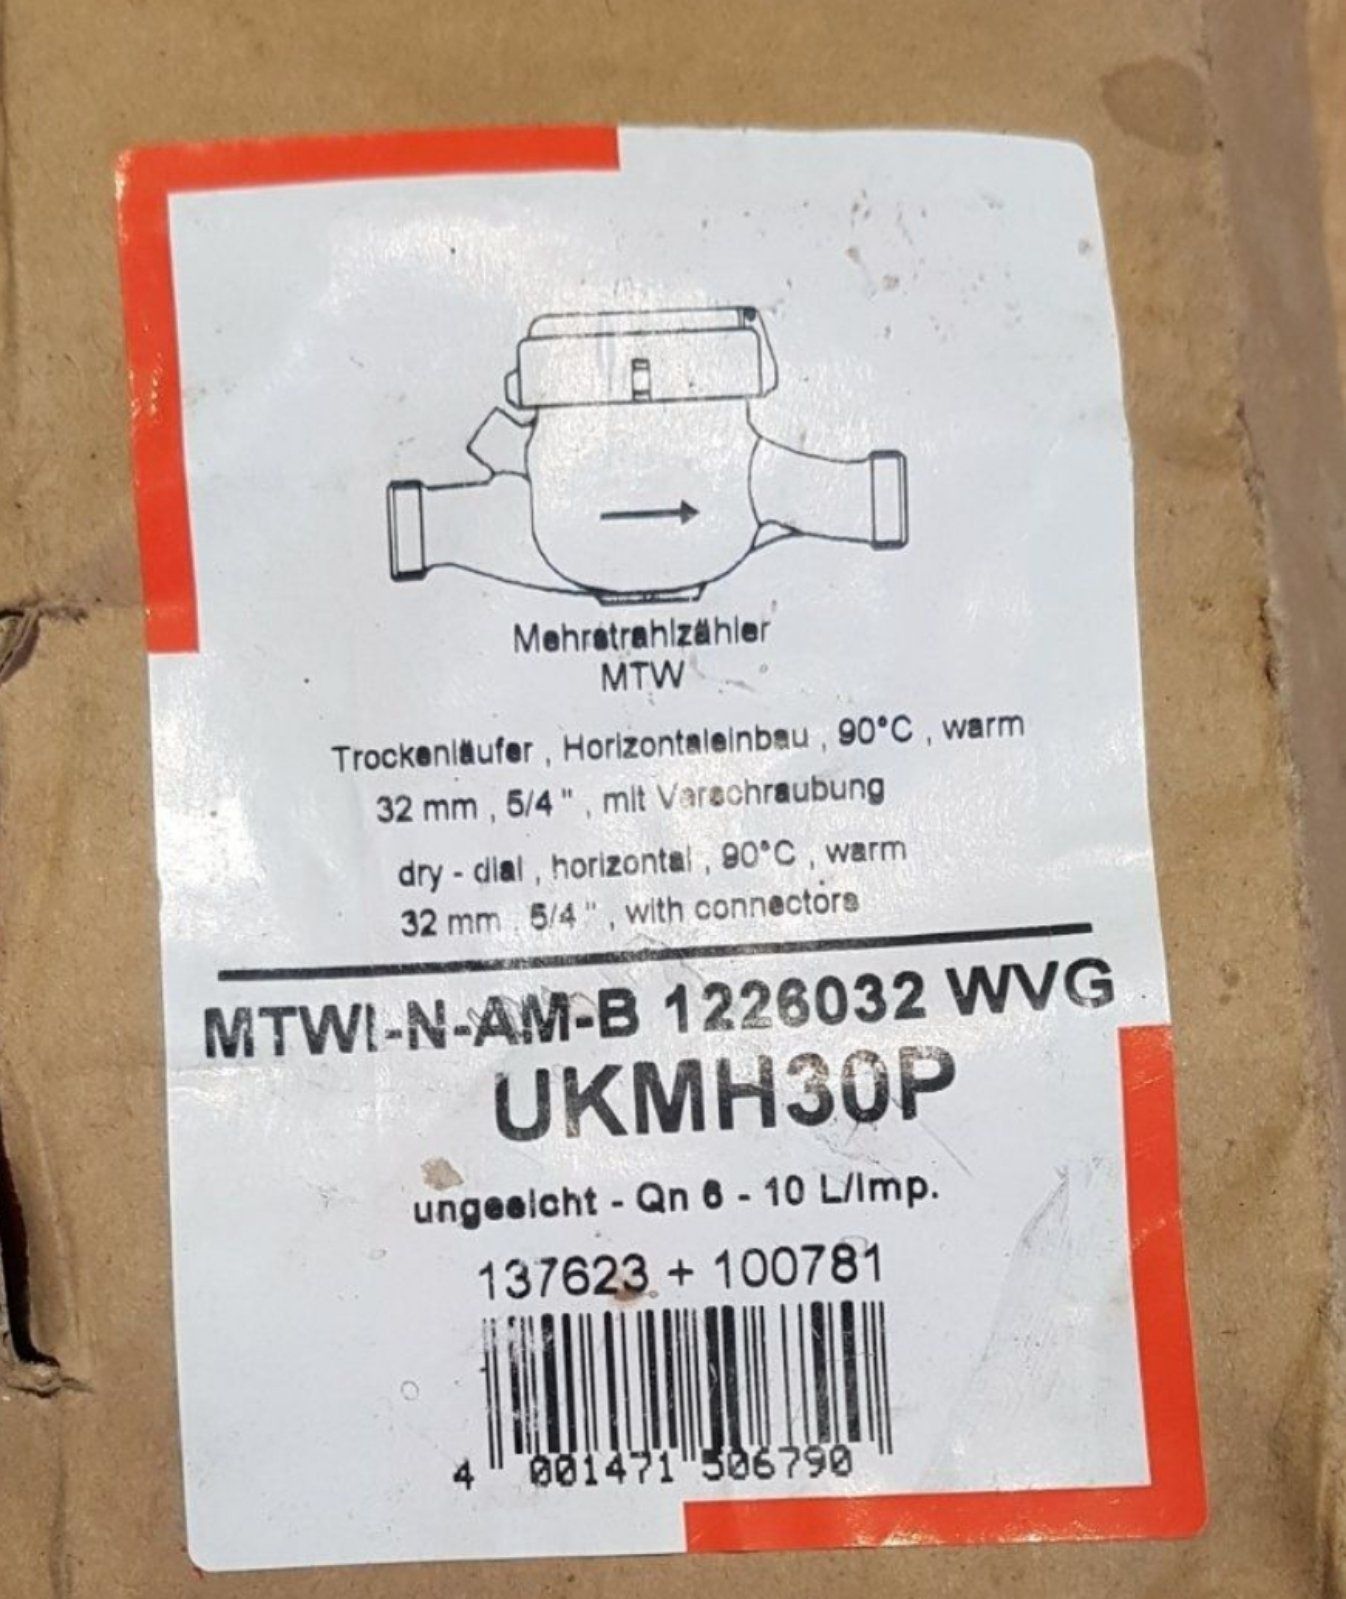 Mehrstrahlzähler
MTW
Trockenläufer , Horizontaleinbau , 90°C , warm
32 mm , 5/4 " , mit Verschraubung
dry - dial , horizontal , 90°C , warm
32 mm , 5/4 " , with connectors
MTWI-N-AM-B 1226032 WVG
UKMH30P
ungeeicht - Qn 6 - 10 L/Imp.
137623 + 100781
4 001471 506790